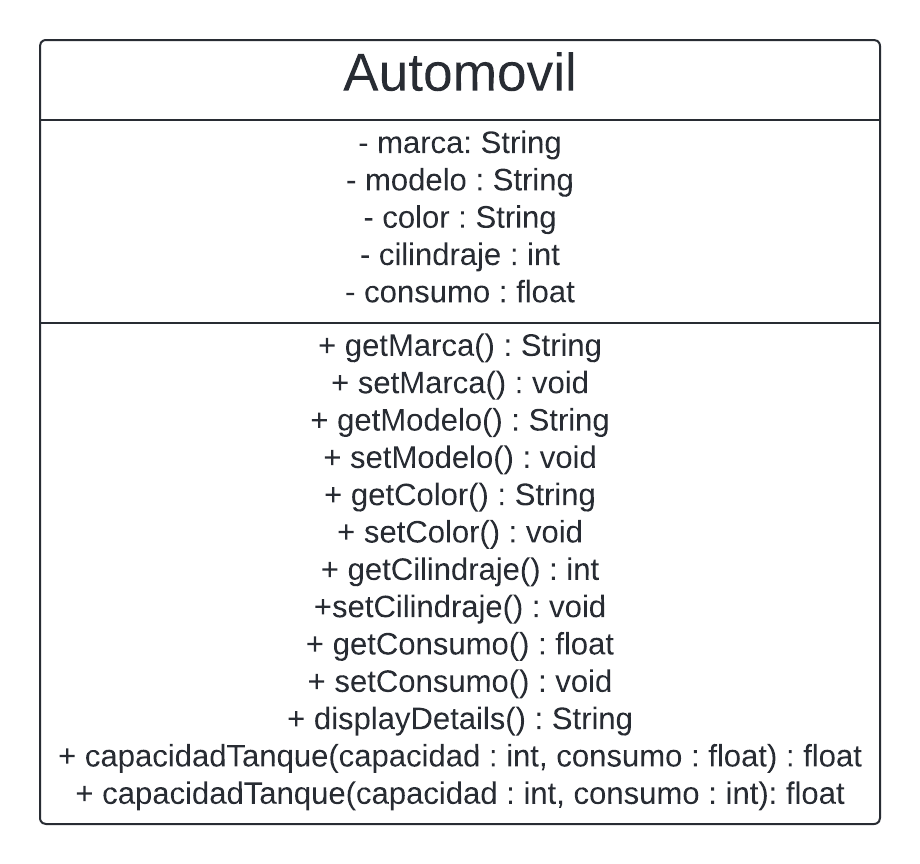 Automovil
- marca: String
- modelo : String
- color : String
- cilindraje : int
- consumo : float
+ getMarca() : String
+ setMarca() : void
+ getModelo() : String
+ setModelo() : void
+ getColor() : String
+ setColor() : void
+ getCilindraje() : int
+setCilindraje() : void
+ getConsumo() : float
+ setConsumo() : void
+ displayDetails() : String
+ capacidadTanque(capacidad : int, consumo : float) : float
+ capacidadTanque(capacidad : int, consumo : int): float